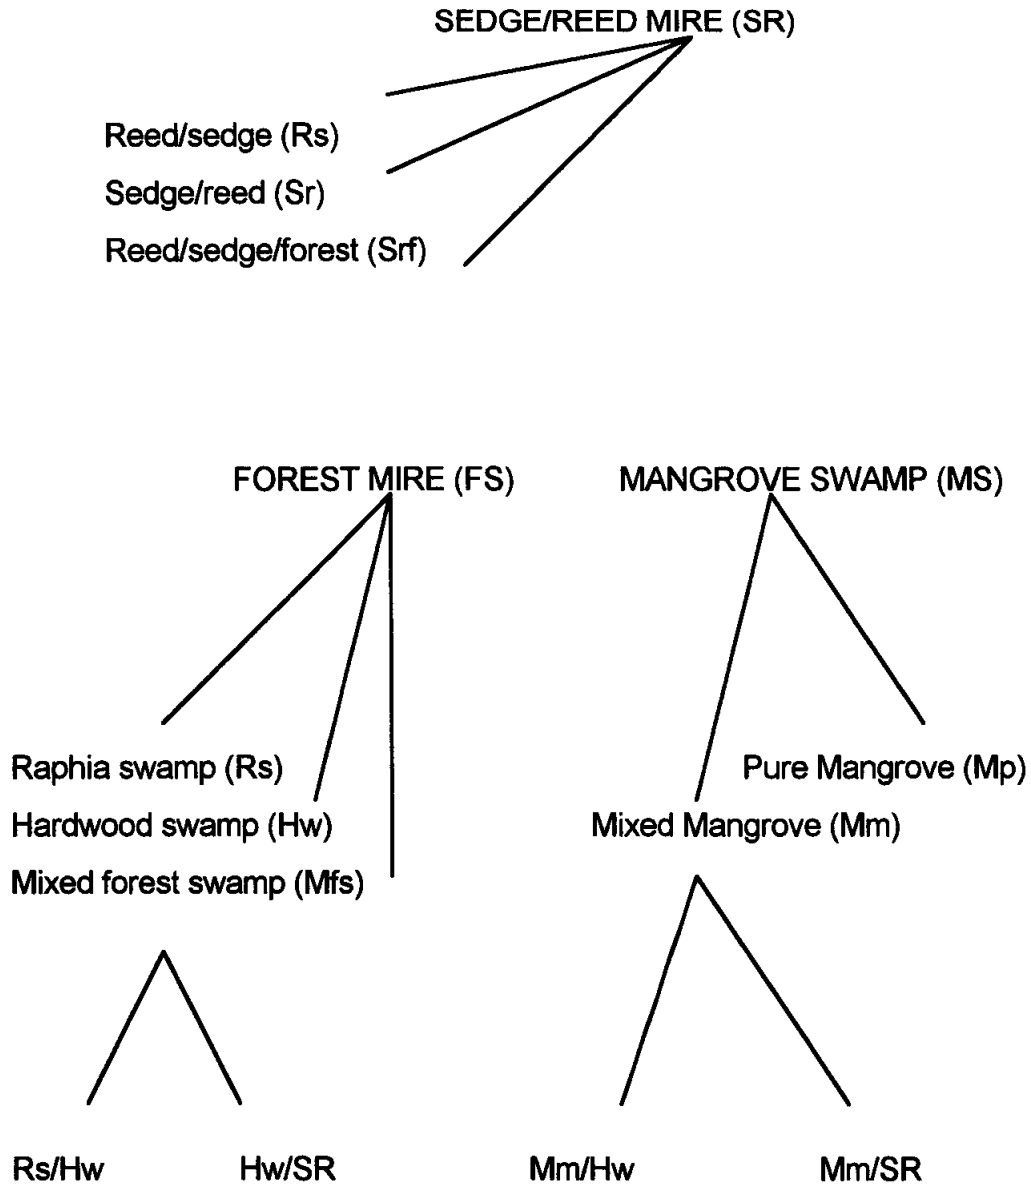 SEDGE/REED MIRE (SR)
Reed/sedge (Rs)
Sedge/reed (Sr)
Reed/sedge/forest (Srf)
FOREST MIRE (FS)
MANGROVE SWAMP (MS)
Raphia swamp (Rs)
Pure Mangrove (Mp)
Hardwood swamp (Hw)
Mixed Mangrove (Mm)
Mixed forest swamp (Mfs)
Rs/Hw
Hw/SR
Mm/Hw
Mm/SR